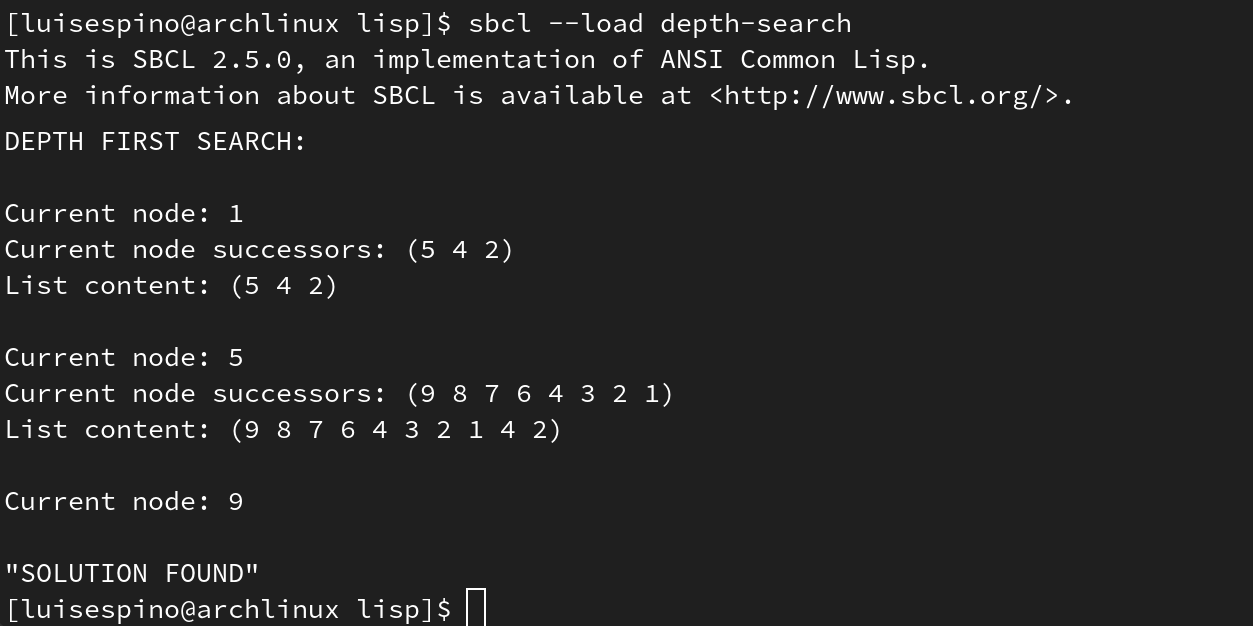 [luisespino@archlinux lisp]$ sbcl --load depth-search
This is SBCL 2.5.0, an implementation of ANSI Common Lisp.
More information about SBCL is available at <http://www.sbcl.org/>.
DEPTH FIRST SEARCH:
Current node: 1
Current node successors: (5 4 2)
List content: (5 4 2)
Current node: 5
Current node successors: (9 8 7 6 4 3 2 1)
List content: (9 8 7 6 4 3 2 1 4 2)
Current node: 9
"SOLUTION FOUND"
[luisespino@archlinux lisp]$